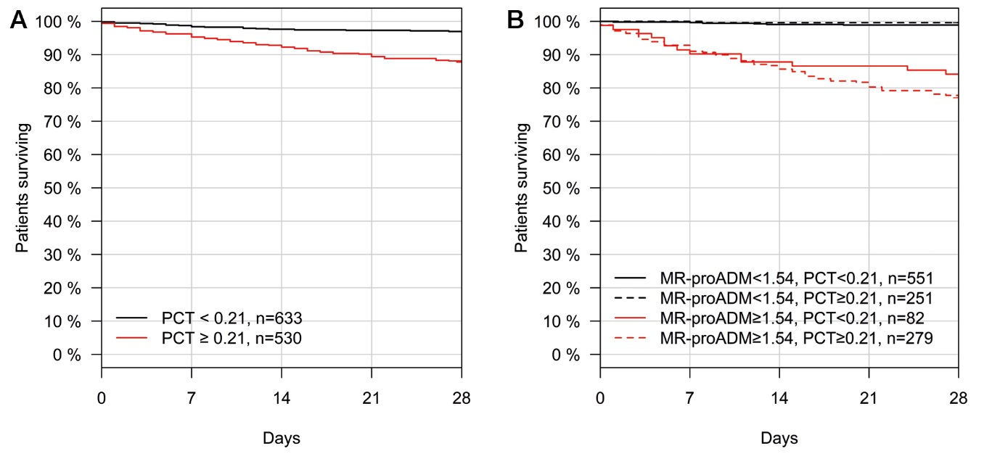 A
Patients surviving
100 %
90 %
80 %
70 %
60 %
50 %
40 %
30 %
20 %
10 %
0 %
PCT < 0.21, n=633
PCT ≥ 0.21, n=530
0 7 14 21 28
Days
B
Patients surviving
100 %
90 %
80 %
70 %
60 %
50 %
40 %
30 %
20 %
10 %
0 %
MR-proADM<1.54, PCT<0.21, n=551
MR-proADM<1.54, PCT≥0.21, n=251
MR-proADM≥1.54, PCT<0.21, n=82
MR-proADM≥1.54, PCT≥0.21, n=279
0 7 14 21 28
Days